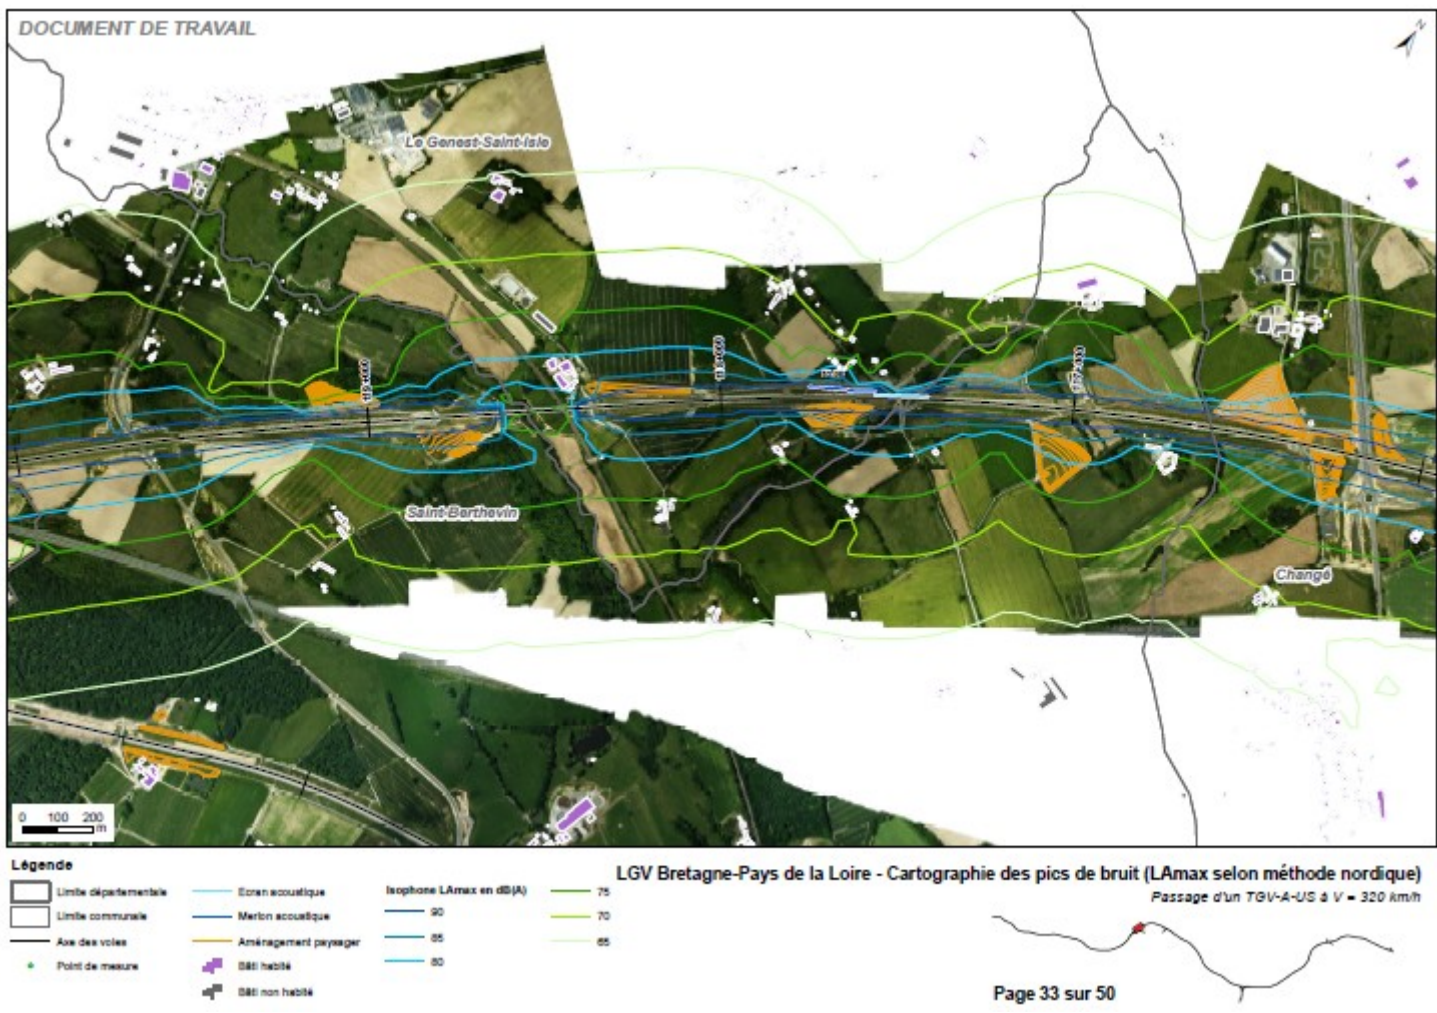 DOCUMENT DE TRAVAIL
N
Le Genest-Saint-Isle
Saint-Berthevin
Changé
0 100 200
m
Légende
Limite départementale
Limite communale
Axe des voies
Point de mesure
Ecran acoustique
Merlon acoustique
Aménagement paysager
Bâti habité
Bâti non habité
Isophone LAmax en dB(A)
90
85
80
75
70
65
LGV Bretagne-Pays de la Loire - Cartographie des pics de bruit (LAmax selon méthode nordique)
Passage d'un TGV-A-US à V = 320 km/h
Page 33 sur 50